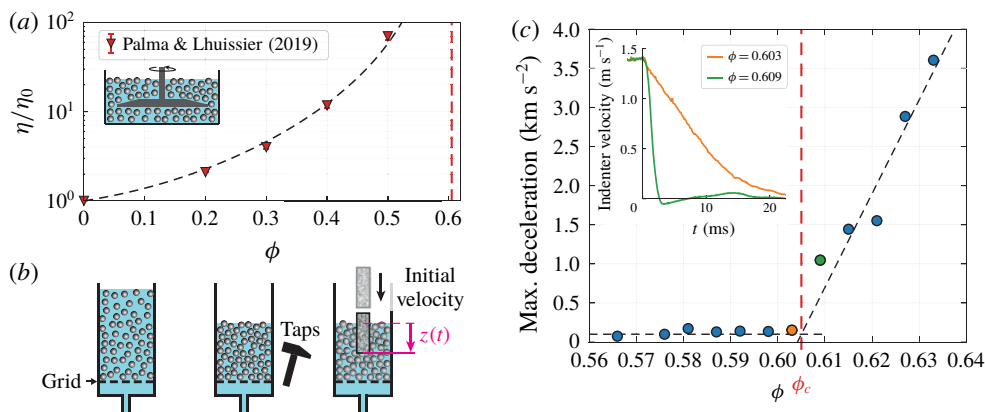 (a)
10²
10¹
10⁰
η/η₀
Palma & Lhuissier (2019)
0
0.1
0.2
0.3
0.4
0.5
0.6
ϕ
(b)
Initial
velocity
Taps
z(t)
Grid
(c)
Max. deceleration (km s⁻²)
4.0
3.5
3.0
2.5
2.0
1.5
1.0
0.5
0
Indenter velocity (m s⁻¹)
1.5
1.0
0.5
0
10
20
t (ms)
ϕ = 0.603
ϕ = 0.609
0.56
0.57
0.58
0.59
0.60
0.61
0.62
0.63
0.64
ϕ
ϕc